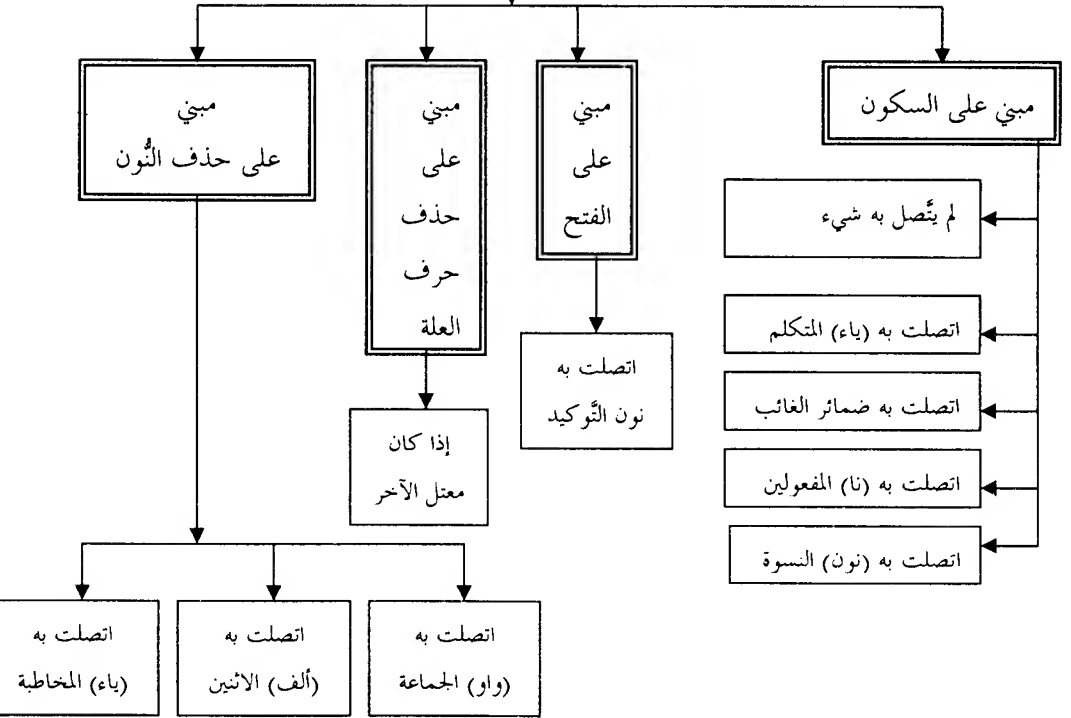 مبني على السكون
لم يتَّصل به شيء
اتصلت به (ياء) المتكلم
اتصلت به ضمائر الغائب
اتصلت به (نا) المفعولين
اتصلت به (نون) النسوة
مبني
على
الفتح
اتصلت به
نون التَّوكيد
مبني
على
حذف
حرف
العلة
إذا كان
معتل الآخر
مبني
على حذف النُّون
اتصلت به
(واو) الجماعة
اتصلت به
(ألف) الاثنين
اتصلت به
(ياء) المخاطبة